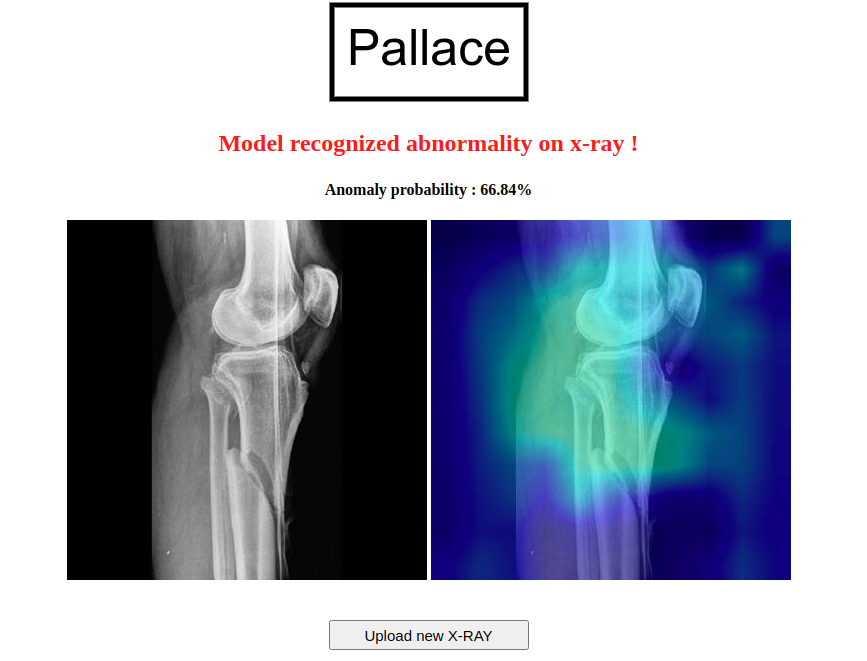 Pallace
Model recognized abnormality on x-ray !
Anomaly probability : 66.84%
Upload new X-RAY